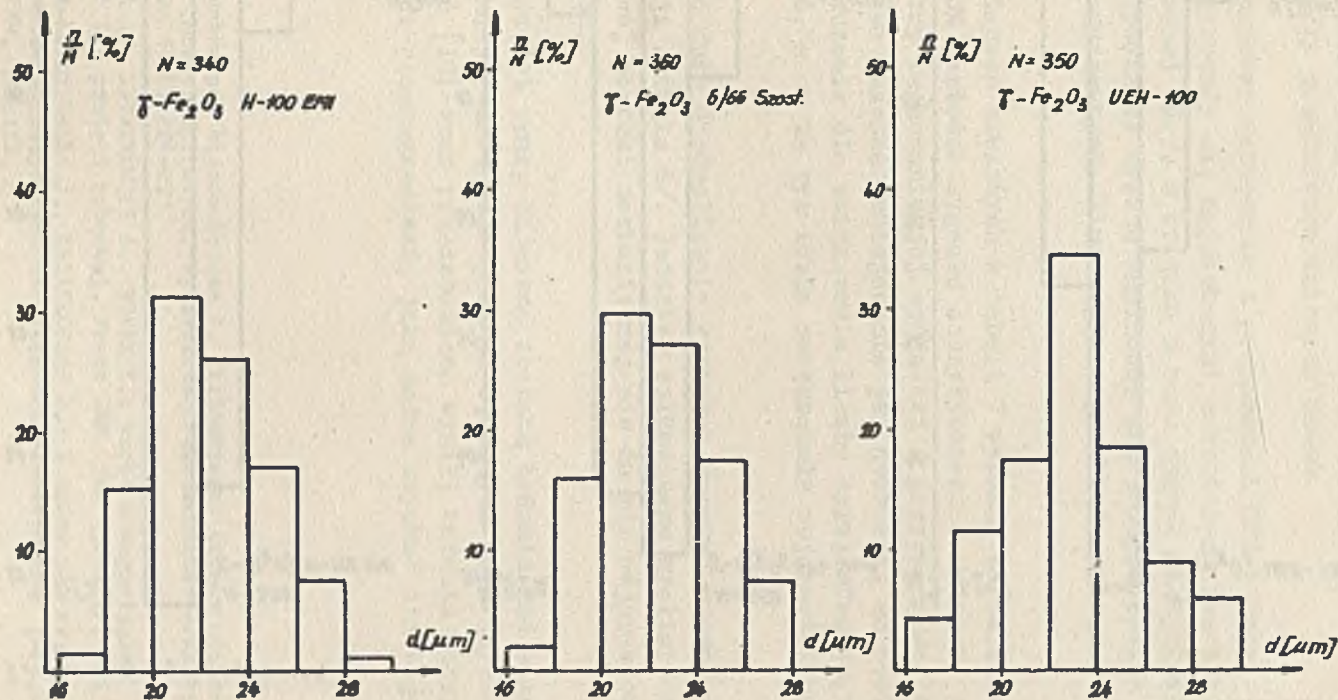 n/N [%] N = 340
γ-Fe₂O₃ H-100 EMI
50
40
30
20
10
d [μm]
16 20 24 28
n/N [%] N = 360
γ-Fe₂O₃ 6/66 Szost.
50
40
30
20
10
d [μm]
16 20 24 28
n/N [%] N = 350
γ-Fe₂O₃ UEH-100
50
40
30
20
10
d [μm]
16 20 24 28